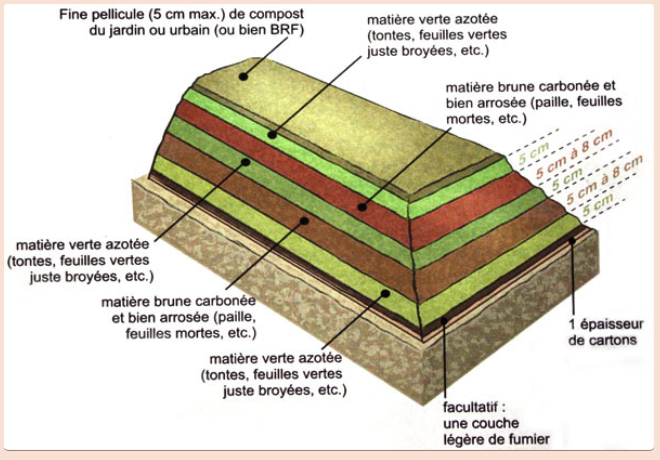 Fine pellicule (5 cm max.) de compost
du jardin ou urbain (ou bien BRF)
matière verte azotée
(tontes, feuilles vertes
juste broyées, etc.)
matière brune carbonée et
bien arrosée (paille, feuilles
mortes, etc.)
5 cm
5 cm à 8 cm
5 cm
5 cm à 8 cm
5 cm
matière verte azotée
(tontes, feuilles vertes
juste broyées, etc.)
matière brune carbonée
et bien arrosée (paille,
feuilles mortes, etc.)
matière verte azotée
(tontes, feuilles vertes
juste broyées, etc.)
1 épaisseur
de cartons
facultatif :
une couche
légère de fumier